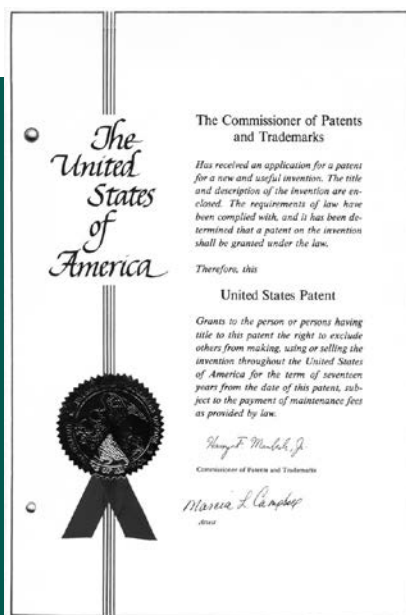 The
United
States
of
America
The Commissioner of Patents
and Trademarks
Has received an application for a patent
for a new and useful invention. The title
and description of the invention are en-
closed. The requirements of law have
been complied with, and it has been de-
termined that a patent on the invention
shall be granted under the law.
Therefore, this
United States Patent
Grants to the person or persons having
title to this patent the right to exclude
others from making, using or selling the
invention throughout the United States
of America for the term of seventeen
years from the date of this patent, sub-
ject to the payment of maintenance fees
as provided by law.
Commissioner of Patents and Trademarks
Marcia L Campbell
Attest